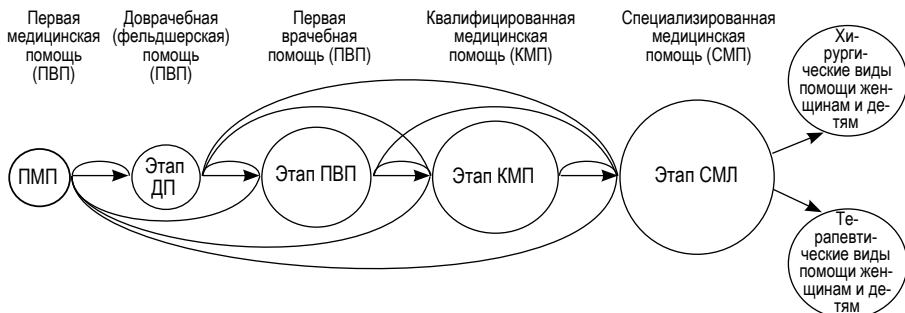 Первая
медицинская
помощь
(ПВП)
Доврачебная
(фельдшерская)
помощь
(ПВП)
Первая
врачебная
помощь (ПВП)
Квалифицированная
медицинская
помощь (КМП)
Специализированная
медицинская
помощь (СМП)
ПМП
Этап
ДП
Этап ПВП
Этап КМП
Этап СМЛ
Хи-
рургиче-
ские виды
помощи жен-
щинам и де-
тям
Те-
рапевти-
ческие виды
помощи жен-
щинам и де-
тям